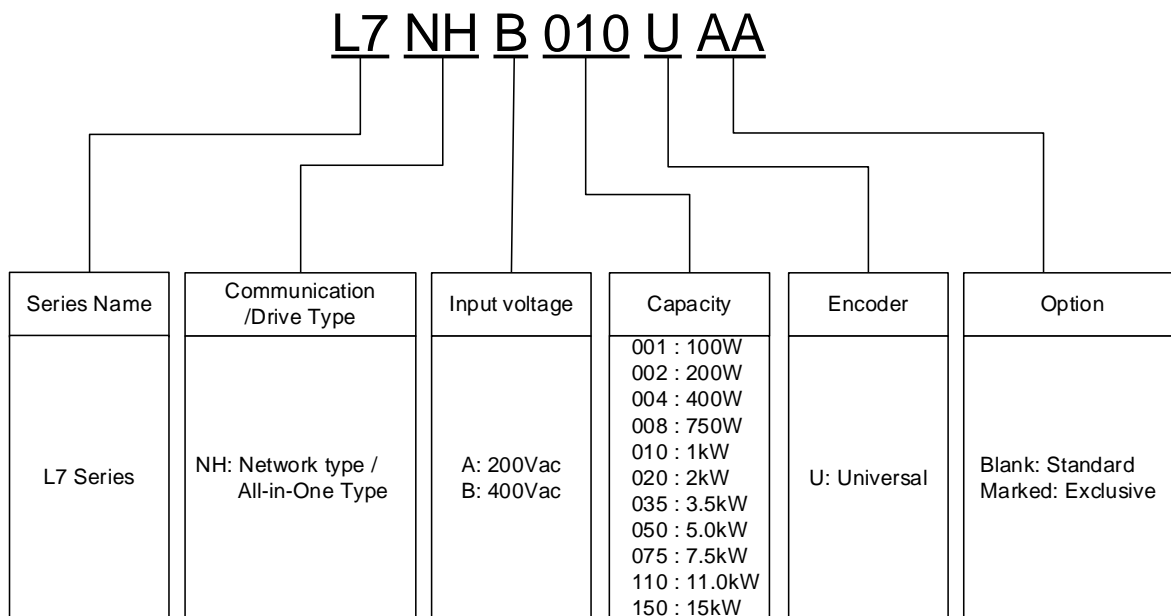 L7 NH B 010 U AA
Series Name
L7 Series
Communication
/Drive Type
NH: Network type /
All-in-One Type
Input voltage
A: 200Vac
B: 400Vac
Capacity
001 : 100W
002 : 200W
004 : 400W
008 : 750W
010 : 1kW
020 : 2kW
035 : 3.5kW
050 : 5.0kW
075 : 7.5kW
110 : 11.0kW
150 : 15kW
Encoder
U: Universal
Option
Blank: Standard
Marked: Exclusive